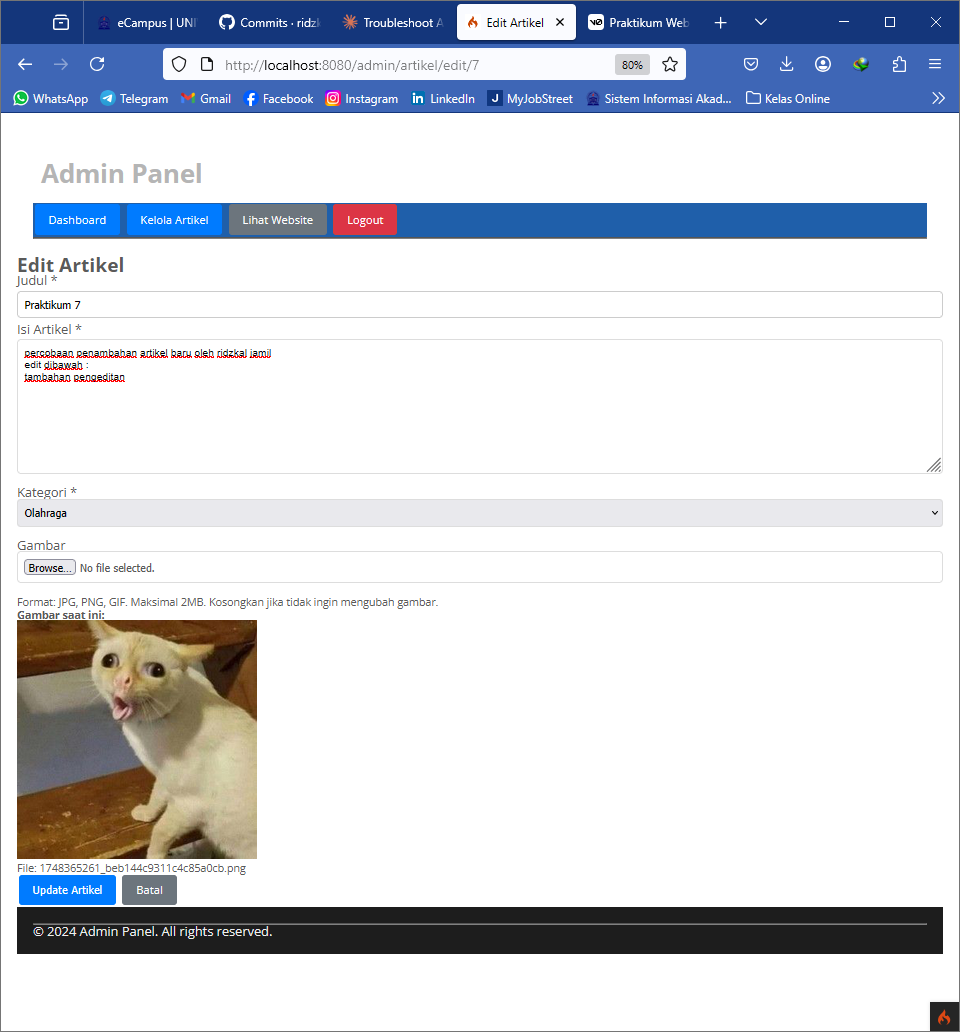 eCampus | UNI
Commits · ridzk
Troubleshoot A
Edit Artikel
Praktikum Web
http://localhost:8080/admin/artikel/edit/7
80%
WhatsApp
Telegram
Gmail
Facebook
Instagram
LinkedIn
MyJobStreet
Sistem Informasi Akad...
Kelas Online
Admin Panel
Dashboard
Kelola Artikel
Lihat Website
Logout
Edit Artikel
Judul *
Praktikum 7
Isi Artikel *
percobaan penambahan artikel baru oleh ridzkal jamil
edit dibawah :
tambahan pengeditan
Kategori *
Olahraga
Gambar
Browse... No file selected.
Format: JPG, PNG, GIF. Maksimal 2MB. Kosongkan jika tidak ingin mengubah gambar.
Gambar saat ini:
File: 1748365261_beb144c9311c4c85a0cb.png
Update Artikel
Batal
© 2024 Admin Panel. All rights reserved.